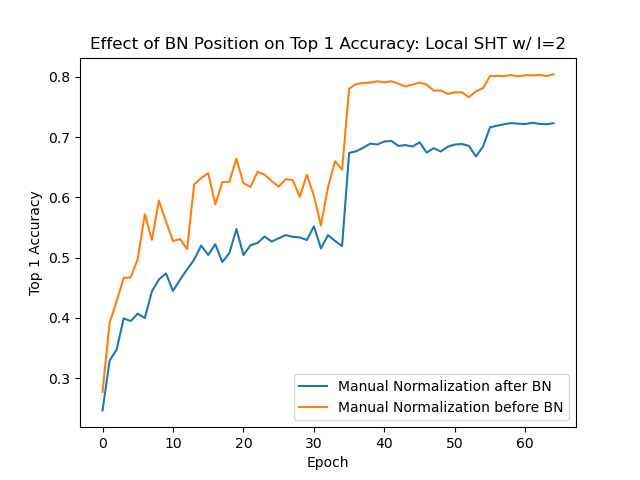 Effect of BN Position on Top 1 Accuracy: Local SHT w/ l=2
Top 1 Accuracy
0.8
0.7
0.6
0.5
0.4
0.3
Manual Normalization after BN
Manual Normalization before BN
0 10 20 30 40 50 60
Epoch